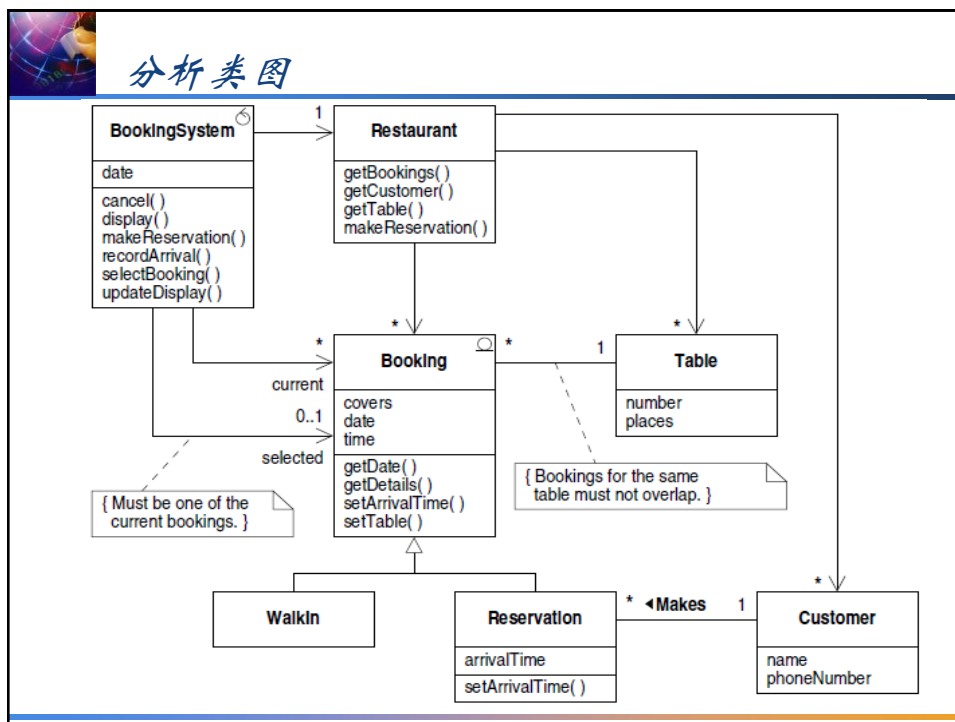 分析类图
BookingSystem
date
cancel( )
display( )
makeReservation( )
recordArrival( )
selectBooking( )
updateDisplay( )
1
Restaurant
getBookings( )
getCustomer( )
getTable( )
makeReservation( )
*
current
0..1
selected
*
Booking
covers
date
time
getDate( )
getDetails( )
setArrivalTime( )
setTable( )
*
1
*
Table
number
places
{ Must be one of the
current bookings. }
{ Bookings for the same
table must not overlap. }
WalkIn
Reservation
arrivalTime
setArrivalTime( )
*
◄Makes
1
*
Customer
name
phoneNumber